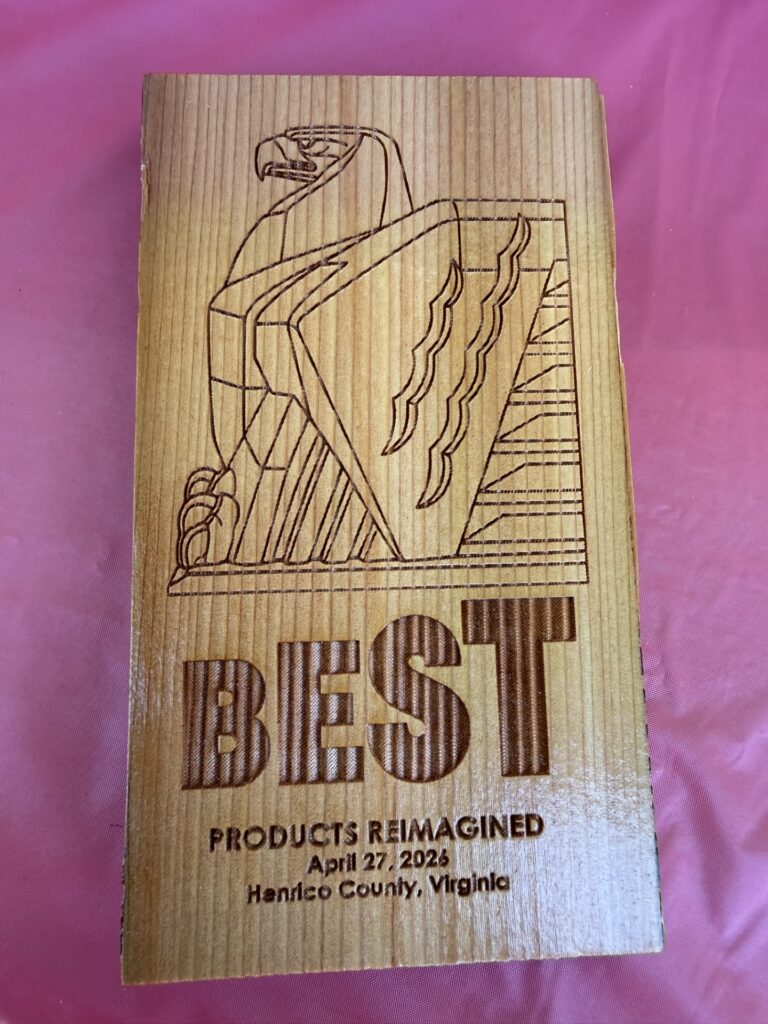 BEST
PRODUCTS REIMAGINED
April 27, 2026
Henrico County, Virginia